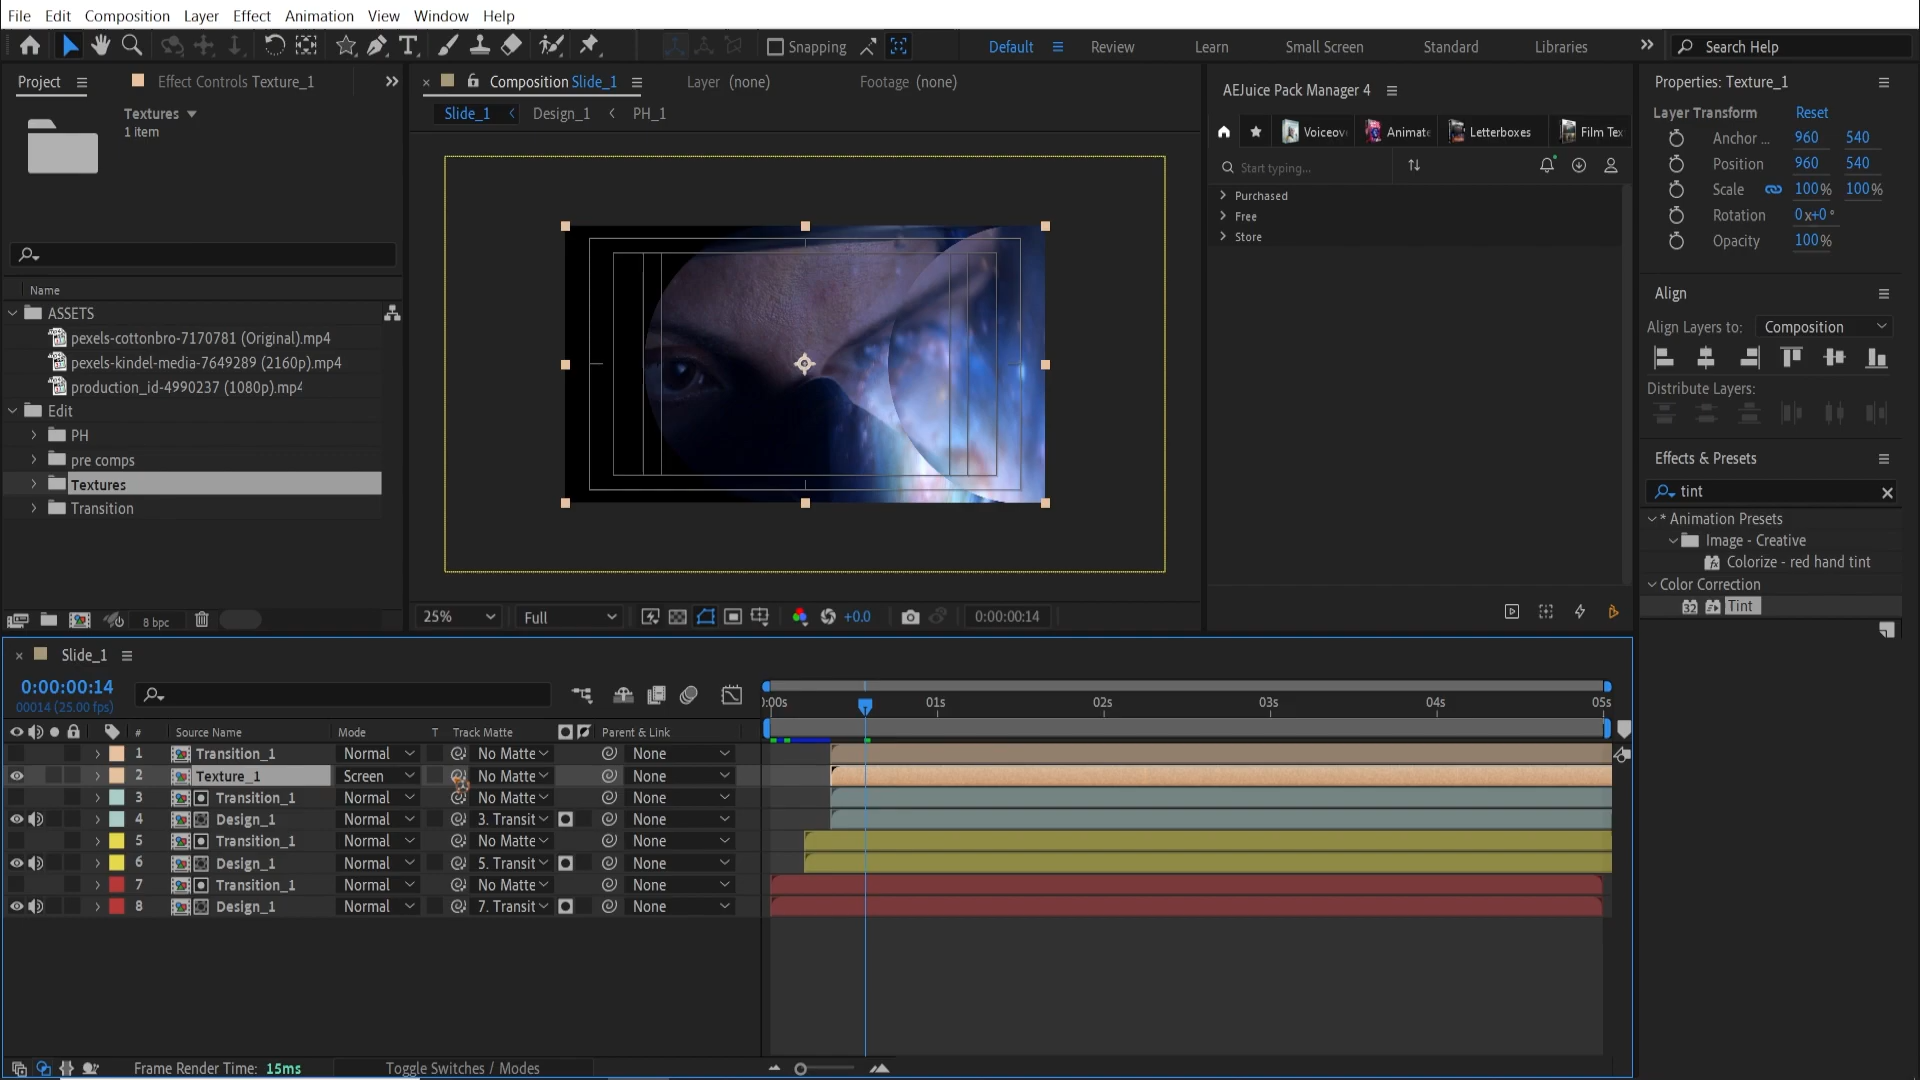 File Edit Composition Layer Effect Animation View Window Help
Snapping
Default Review Learn Small Screen Standard Libraries
Search Help
Project
Effect Controls Texture_1
Textures
1 item
Name
ASSETS
pexels-cottonbro-7170781 (Original).mp4
pexels-kindel-media-7649289 (2160p).mp4
production_id-4990237 (1080p).mp4
Edit
PH
pre comps
Textures
Transition
8 bpc
Composition Slide_1
Layer (none)
Footage (none)
Slide_1 Design_1 PH_1
25% Full +0.0 0:00:00:14
AEJuice Pack Manager 4
Voiceov Animate Letterboxes Film Tex
Start typing...
Purchased
Free
Store
Properties: Texture_1
Layer Transform Reset
Anchor ... 960 540
Position 960 540
Scale 100% 100%
Rotation 0x+0°
Opacity 100%
Align
Align Layers to: Composition
Distribute Layers:
Effects & Presets
tint
* Animation Presets
Image - Creative
Colorize - red hand tint
Color Correction
32 Tint
Slide_1
0:00:00:14
00014 (25.00 fps)
):00s 01s 02s 03s 04s 05s
# Source Name Mode T Track Matte Parent & Link
1 Transition_1 Normal No Matte None
2 Texture_1 Screen No Matte None
3 Transition_1 Normal No Matte None
4 Design_1 Normal 3. Transit None
5 Transition_1 Normal No Matte None
6 Design_1 Normal 5. Transit None
7 Transition_1 Normal No Matte None
8 Design_1 Normal 7. Transit None
Frame Render Time: 15ms
Toggle Switches / Modes